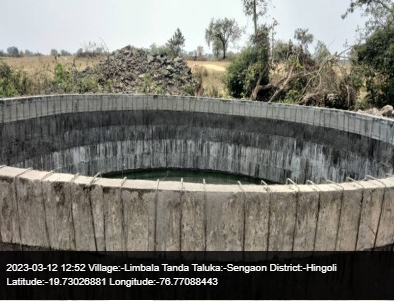 2023-03-12 12:52 Village:-Limbala Tanda Taluka:-Sengaon District:-Hingoli
Latitude:-19.73026881 Longitude:-76.77088443